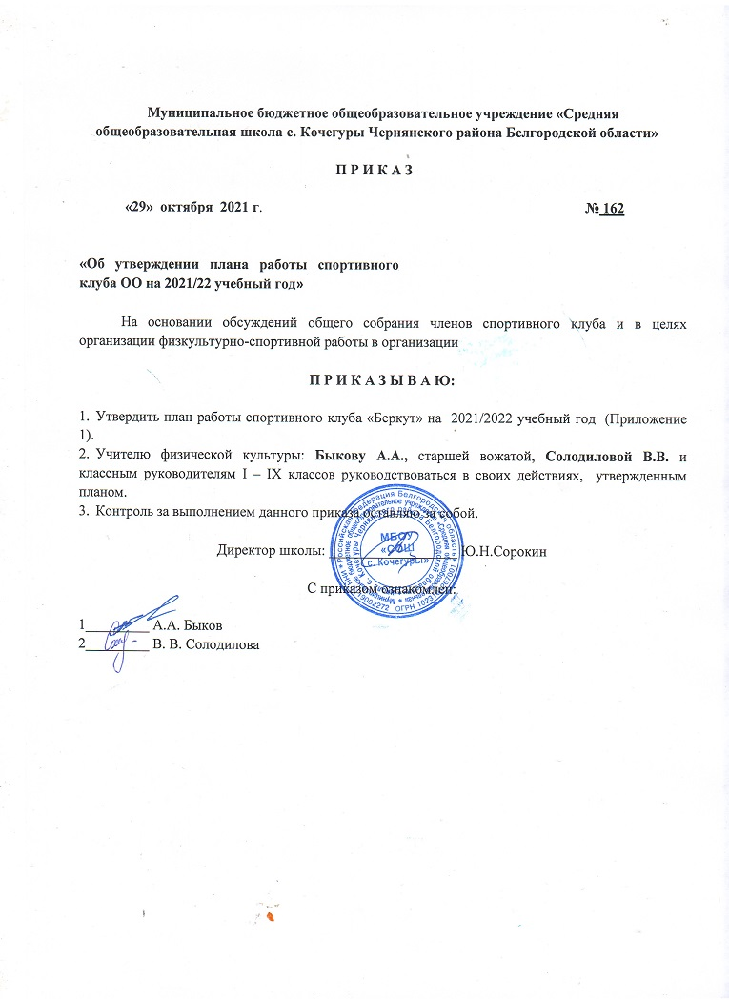 Муниципальное бюджетное общеобразовательное учреждение «Средняя
общеобразовательная школа с. Кочегуры Чернянского района Белгородской области»
П Р И К А З
«29» октября 2021 г. № 162
«Об утверждении плана работы спортивного
клуба ОО на 2021/22 учебный год»
На основании обсуждений общего собрания членов спортивного клуба и в целях
организации физкультурно-спортивной работы в организации
П Р И К А З Ы В А Ю:
1. Утвердить план работы спортивного клуба «Беркут» на 2021/2022 учебный год (Приложение
1).
2. Учителю физической культуры: Быкову А.А., старшей вожатой, Солодиловой В.В. и
классным руководителям I – IX классов руководствоваться в своих действиях, утвержденным
планом.
3. Контроль за выполнением данного приказа оставляю за собой.
Директор школы: Ю.Н.Сорокин
МБОУ
«СОШ
с. Кочегуры»
Российская Федерация Белгородская область
С приказом ознакомлен:
1_________ А.А. Быков
2_________ В. В. Солодилова